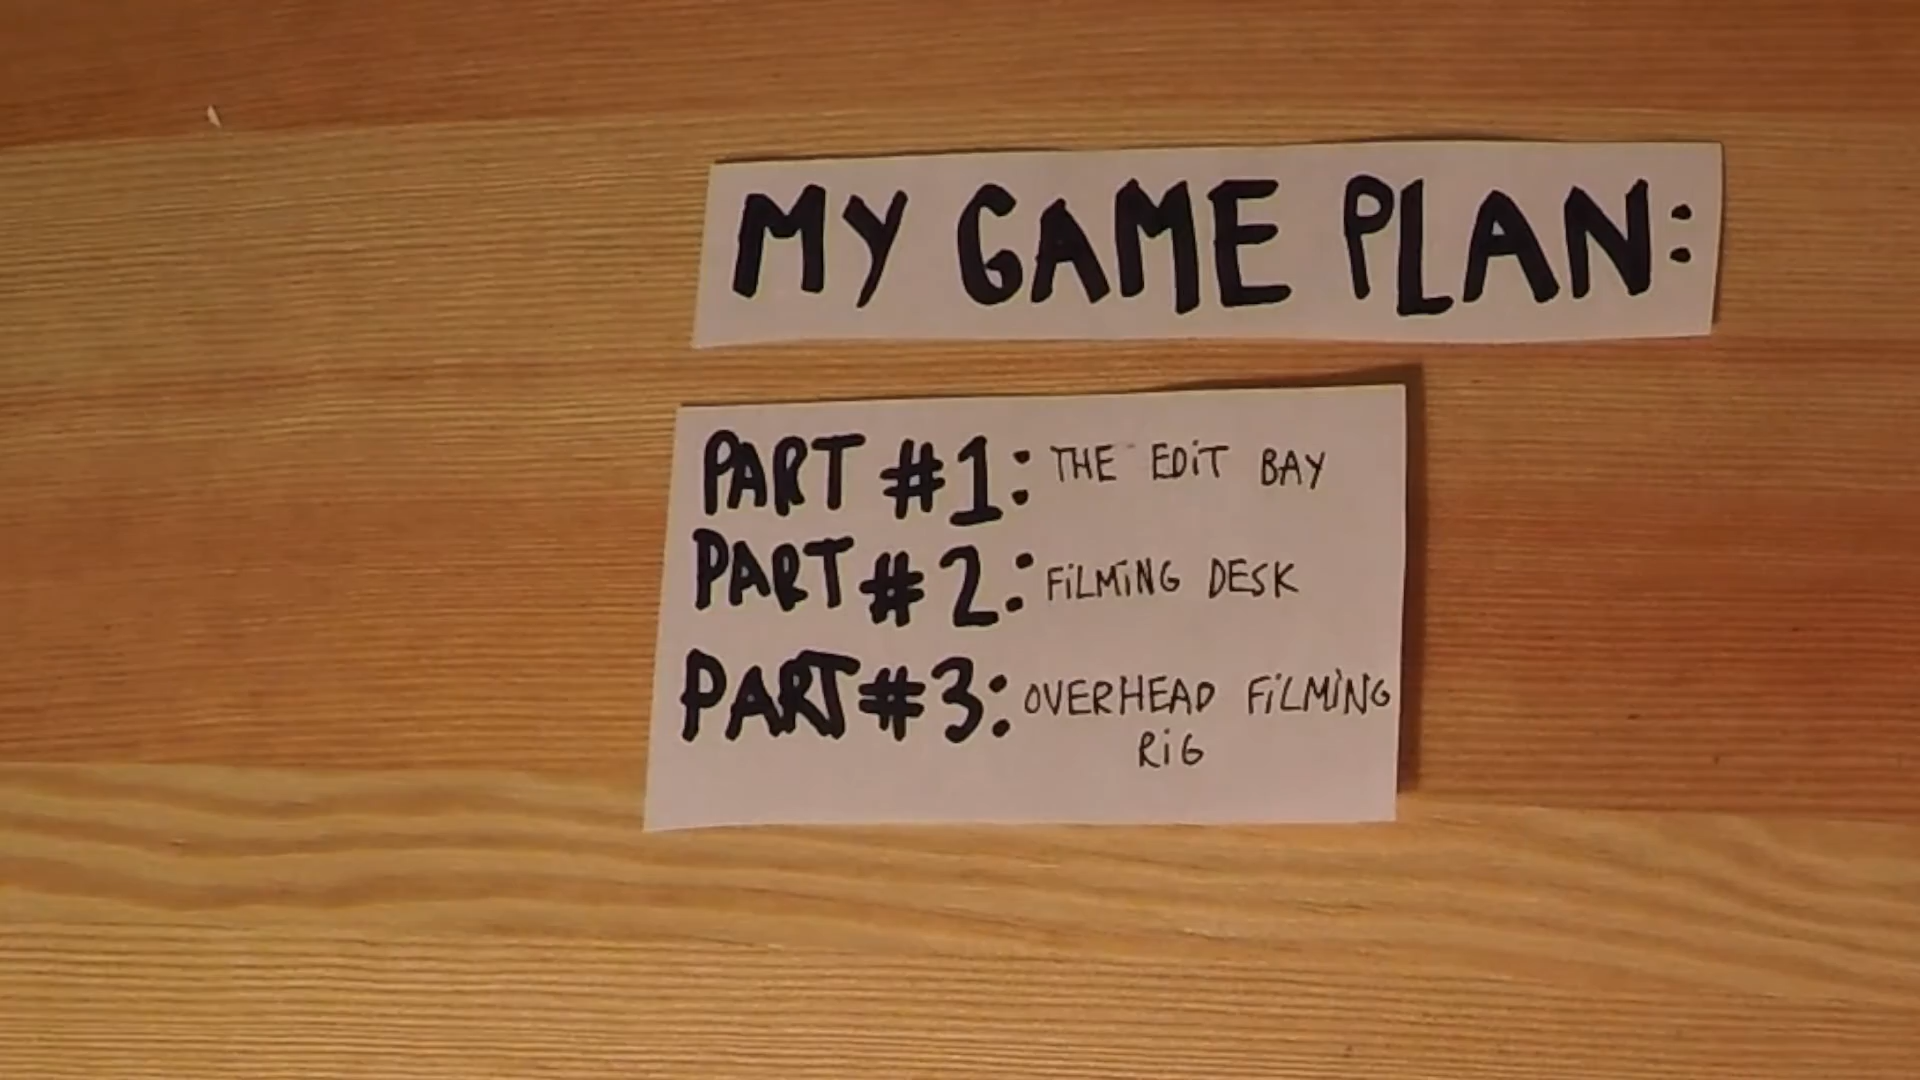 MY GAME PLAN:
PART #1: THE EDIT BAY
PART #2: FILMING DESK
PART #3: OVERHEAD FILMING
RIG